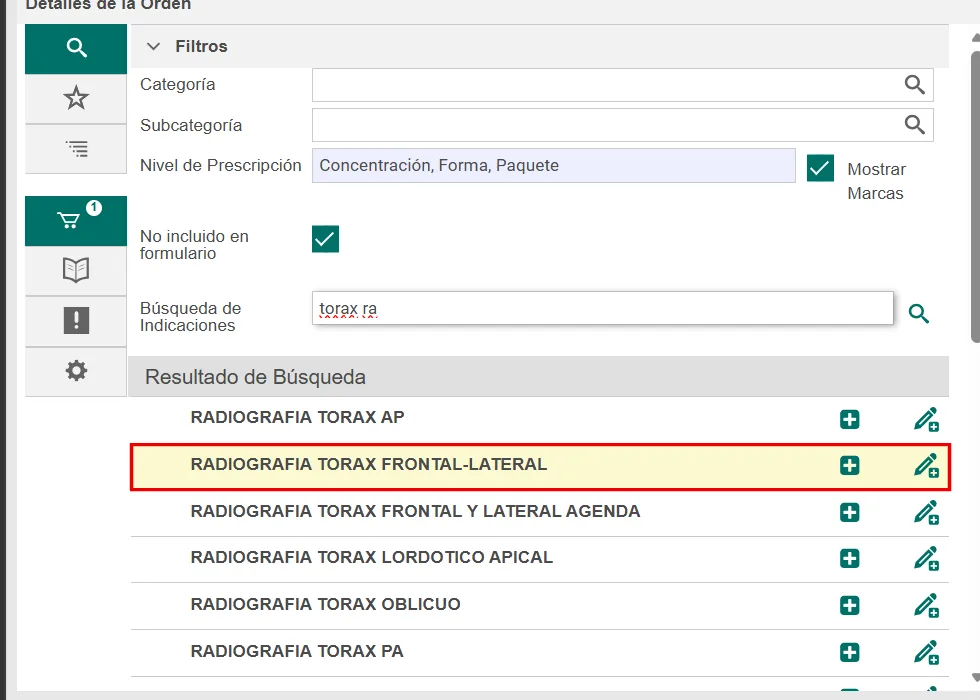 Detalles de la Orden
Filtros
Categoría
Subcategoría
Nivel de Prescripción
Concentración, Forma, Paquete
Mostrar
Marcas
1
No incluido en
formulario
Búsqueda de
Indicaciones
torax ra
Resultado de Búsqueda
RADIOGRAFIA TORAX AP
RADIOGRAFIA TORAX FRONTAL-LATERAL
RADIOGRAFIA TORAX FRONTAL Y LATERAL AGENDA
RADIOGRAFIA TORAX LORDOTICO APICAL
RADIOGRAFIA TORAX OBLICUO
RADIOGRAFIA TORAX PA